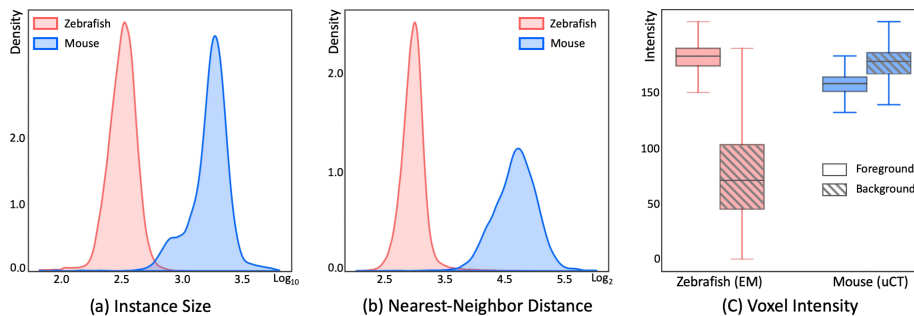 Density
Zebrafish
Mouse
2.0
1.0
0.0
2.0
2.5
3.0
3.5
Log10
(a) Instance Size
Density
Zebrafish
Mouse
2.0
1.0
0.0
2.5
3.5
4.5
5.5
Log2
(b) Nearest-Neighbor Distance
Intensity
150
100
50
0
Foreground
Background
Zebrafish (EM)
Mouse (uCT)
(C) Voxel Intensity